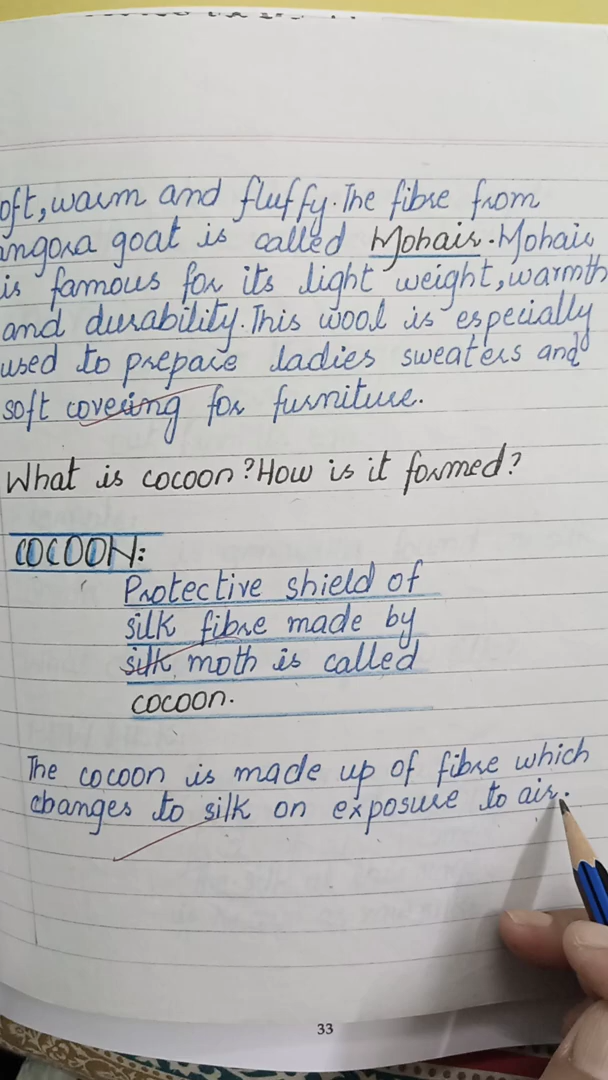 oft, warm and fluffy. The fibre from
angora goat is called Mohair. Mohair
is famous for its light weight, warmth
and durability. This wool is especially
used to prepare ladies sweaters and
soft covering for furniture.
What is cocoon? How is it formed?
COCOON:
Protective shield of
silk fibre made by
silk moth is called
cocoon.
The cocoon is made up of fibre which
changes to silk on exposure to air.
33